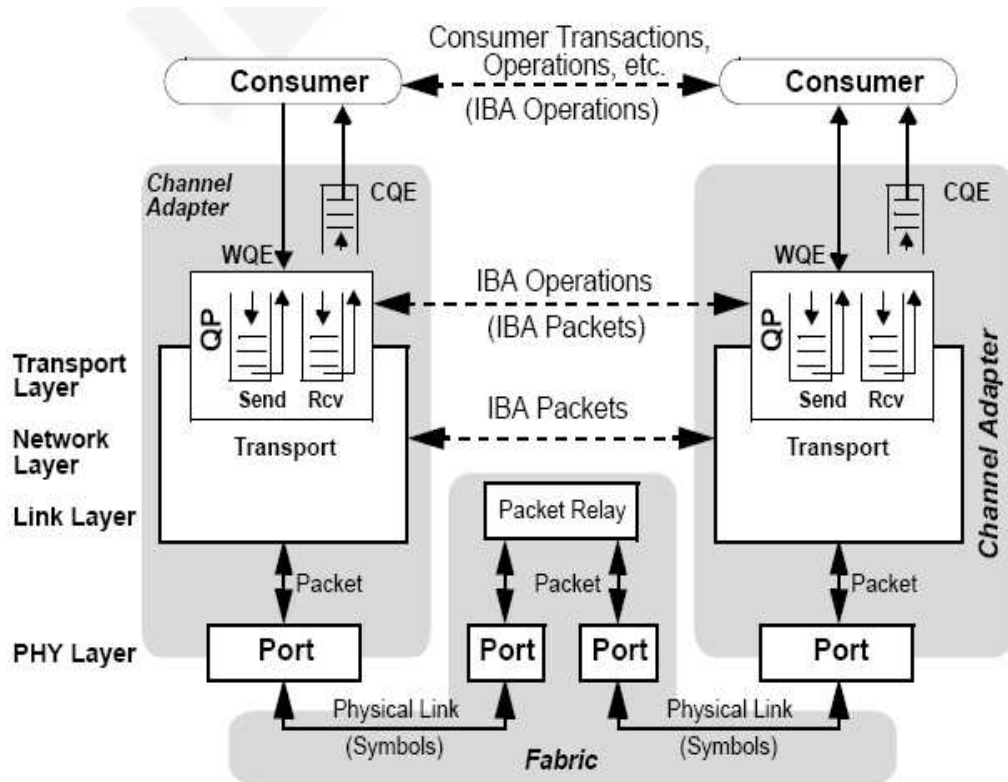 Consumer Transactions,
Operations, etc.
(IBA Operations)
Consumer
Consumer
Channel
Adapter
CQE
CQE
WQE
WQE
IBA Operations
(IBA Packets)
QP
QP
Send Rcv
Send Rcv
Transport
Layer
IBA Packets
Network
Layer
Transport
Transport
Channel Adapter
Link Layer
Packet Relay
Packet
Packet
Packet
PHY Layer
Port
Port
Port
Port
Physical Link
(Symbols)
Physical Link
(Symbols)
Fabric